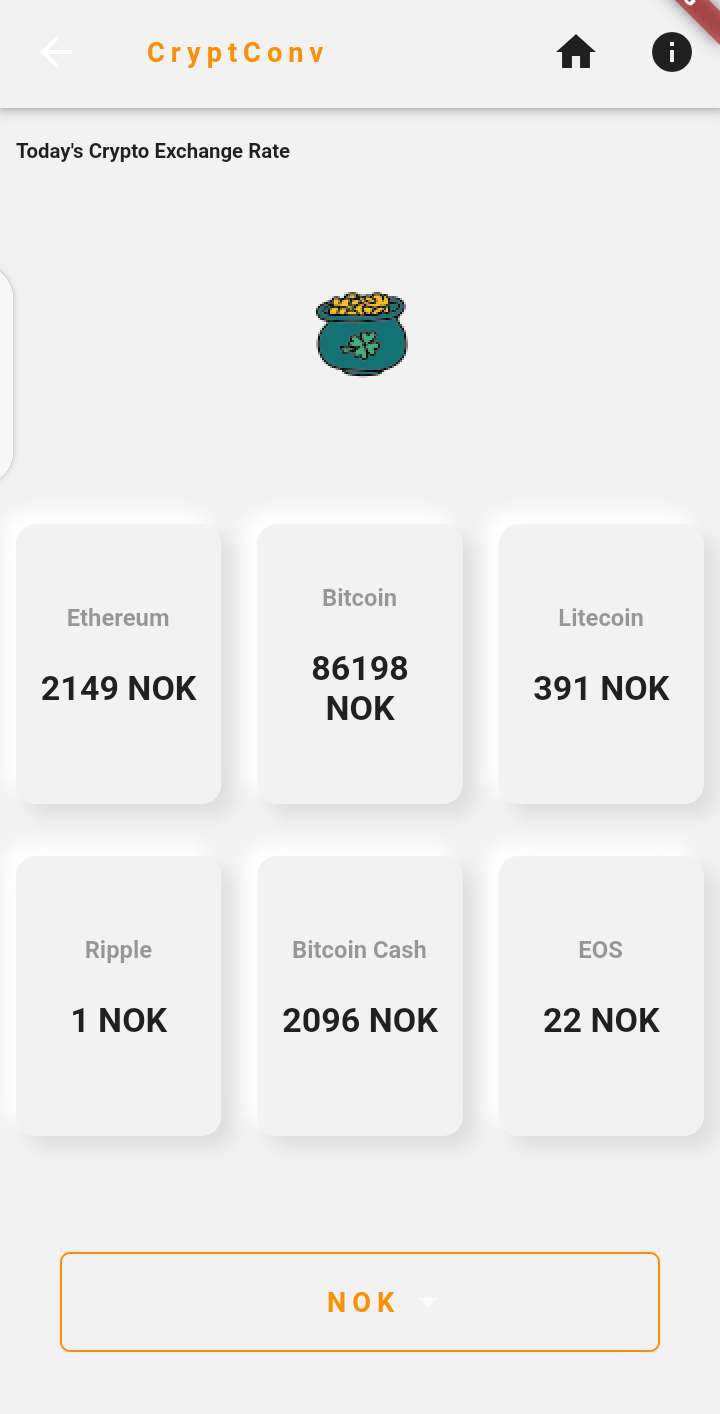 CryptConv
Today's Crypto Exchange Rate
Ethereum
2149 NOK
Bitcoin
86198
NOK
Litecoin
391 NOK
Ripple
1 NOK
Bitcoin Cash
2096 NOK
EOS
22 NOK
NOK